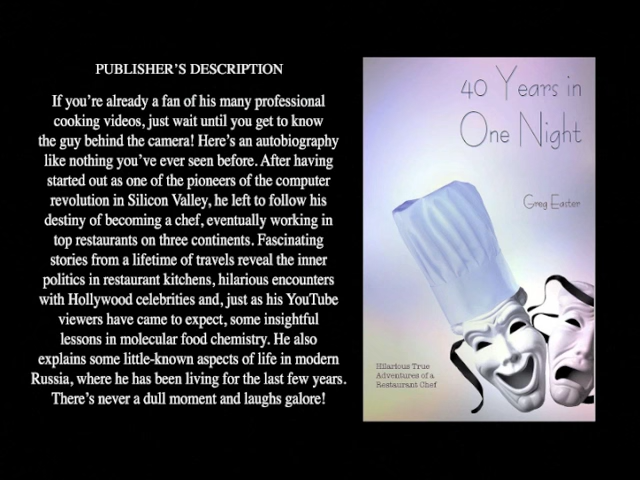 PUBLISHER'S DESCRIPTION
If you're already a fan of his many professional
cooking videos, just wait until you get to know
the guy behind the camera! Here's an autobiography
like nothing you've ever seen before. After having
started out as one of the pioneers of the computer
revolution in Silicon Valley, he left to follow his
destiny of becoming a chef, eventually working in
top restaurants on three continents. Fascinating
stories from a lifetime of travels reveal the inner
politics in restaurant kitchens, hilarious encounters
with Hollywood celebrities and, just as his YouTube
viewers have came to expect, some insightful
lessons in molecular food chemistry. He also
explains some little-known aspects of life in modern
Russia, where he has been living for the last few years.
There's never a dull moment and laughs galore!
40 Years in
One Night
Greg Easter
Hilarious True
Adventures of a
Restaurant Chef